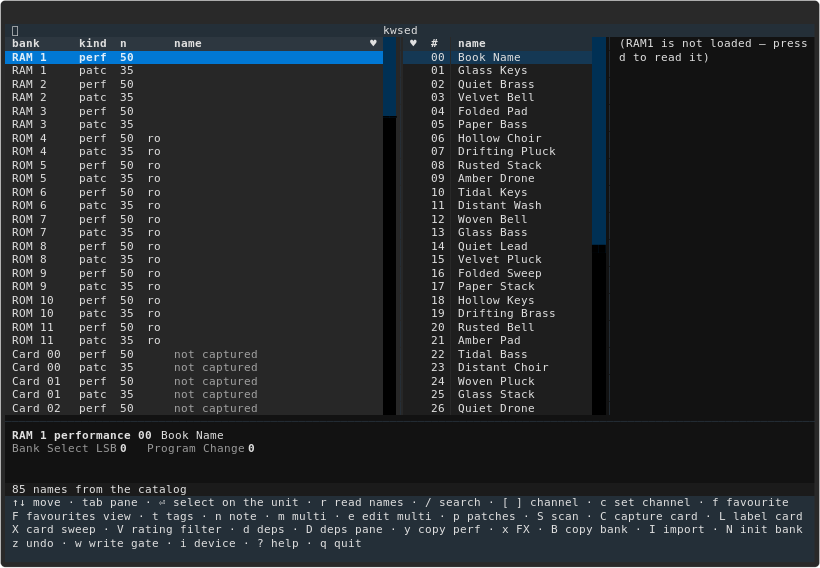 kwsed
bank kind n name ♥ ♥ # name (RAM1 is not loaded — press
RAM 1 perf 50 00 Book Name d to read it)
RAM 1 patc 35 01 Glass Keys
RAM 2 perf 50 02 Quiet Brass
RAM 2 patc 35 03 Velvet Bell
RAM 3 perf 50 04 Folded Pad
RAM 3 patc 35 05 Paper Bass
ROM 4 perf 50 ro 06 Hollow Choir
ROM 4 patc 35 ro 07 Drifting Pluck
ROM 5 perf 50 ro 08 Rusted Stack
ROM 5 patc 35 ro 09 Amber Drone
ROM 6 perf 50 ro 10 Tidal Keys
ROM 6 patc 35 ro 11 Distant Wash
ROM 7 perf 50 ro 12 Woven Bell
ROM 7 patc 35 ro 13 Glass Bass
ROM 8 perf 50 ro 14 Quiet Lead
ROM 8 patc 35 ro 15 Velvet Pluck
ROM 9 perf 50 ro 16 Folded Sweep
ROM 9 patc 35 ro 17 Paper Stack
ROM 10 perf 50 ro 18 Hollow Keys
ROM 10 patc 35 ro 19 Drifting Brass
ROM 11 perf 50 ro 20 Rusted Bell
ROM 11 patc 35 ro 21 Amber Pad
Card 00 perf 50 not captured 22 Tidal Bass
Card 00 patc 35 not captured 23 Distant Choir
Card 01 perf 50 not captured 24 Woven Pluck
Card 01 patc 35 not captured 25 Glass Stack
Card 02 perf 50 not captured 26 Quiet Drone
RAM 1 performance 00 Book Name
Bank Select LSB 0 Program Change 0
85 names from the catalog
↑↓ move · tab pane · ⏎ select on the unit · r read names · / search · [ ] channel · c set channel · f favourite
F favourites view · t tags · n note · m multi · e edit multi · p patches · S scan · C capture card · L label card
X card sweep · V rating filter · d deps · D deps pane · y copy perf · x FX · B copy bank · I import · N init bank
z undo · w write gate · i device · ? help · q quit